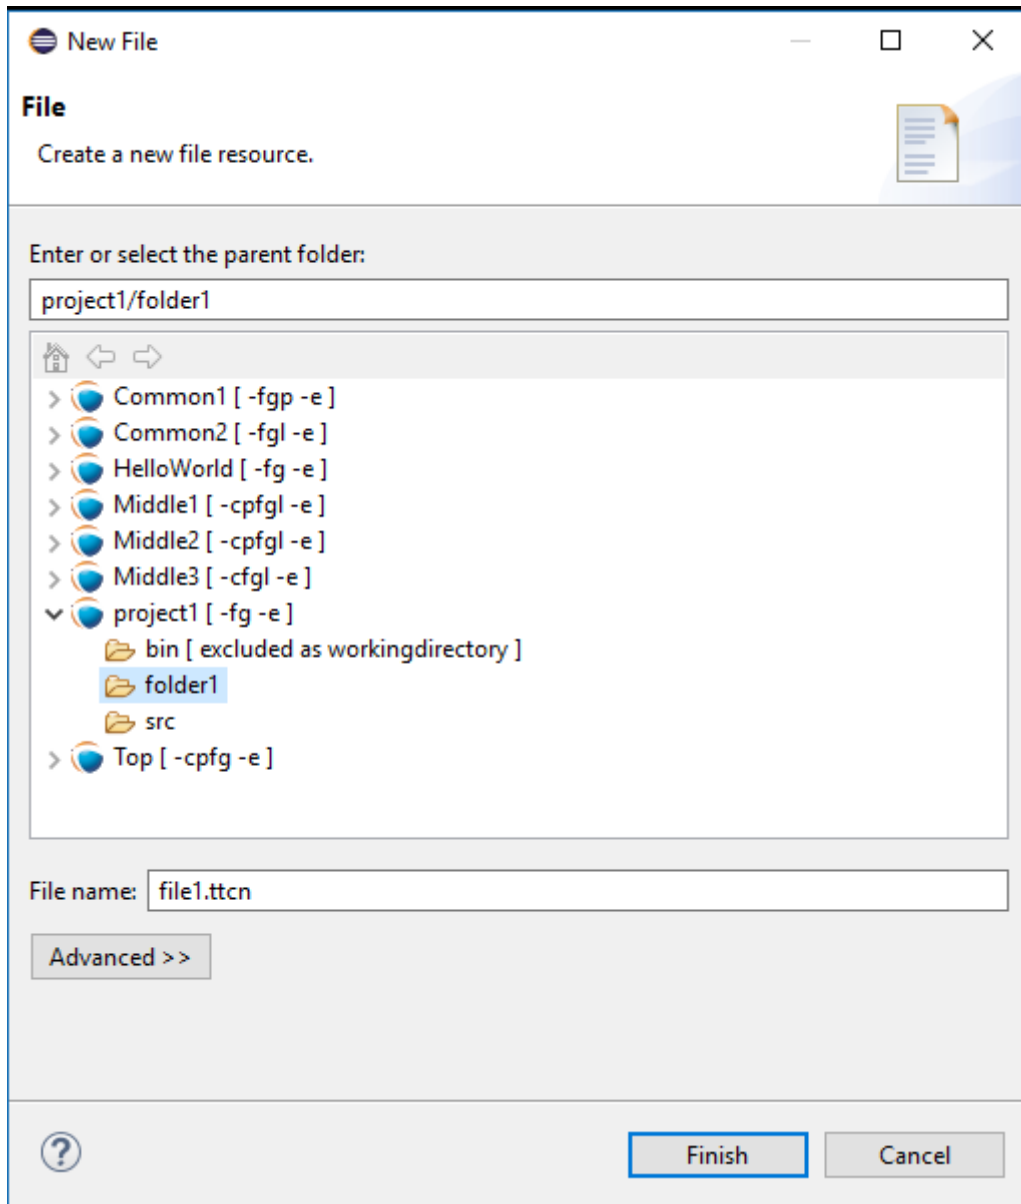 New File
File
Create a new file resource.
Enter or select the parent folder:
project1/folder1
Common1 [ -fgp -e ]
Common2 [ -fgl -e ]
HelloWorld [ -fg -e ]
Middle1 [ -cpfgl -e ]
Middle2 [ -cpfgl -e ]
Middle3 [ -cfgl -e ]
project1 [ -fg -e ]
bin [ excluded as workingdirectory ]
folder1
src
Top [ -cpfg -e ]
File name: file1.ttcn
Advanced >>
? Finish Cancel